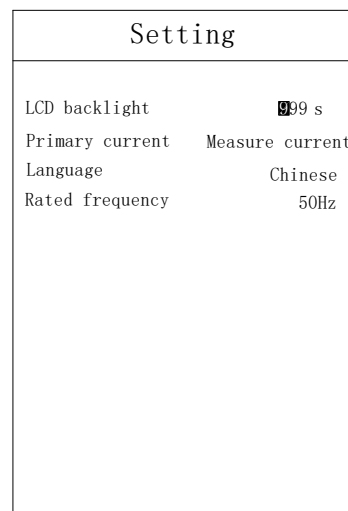 Setting
LCD backlight 999 s
Primary current Measure current
Language Chinese
Rated frequency 50Hz